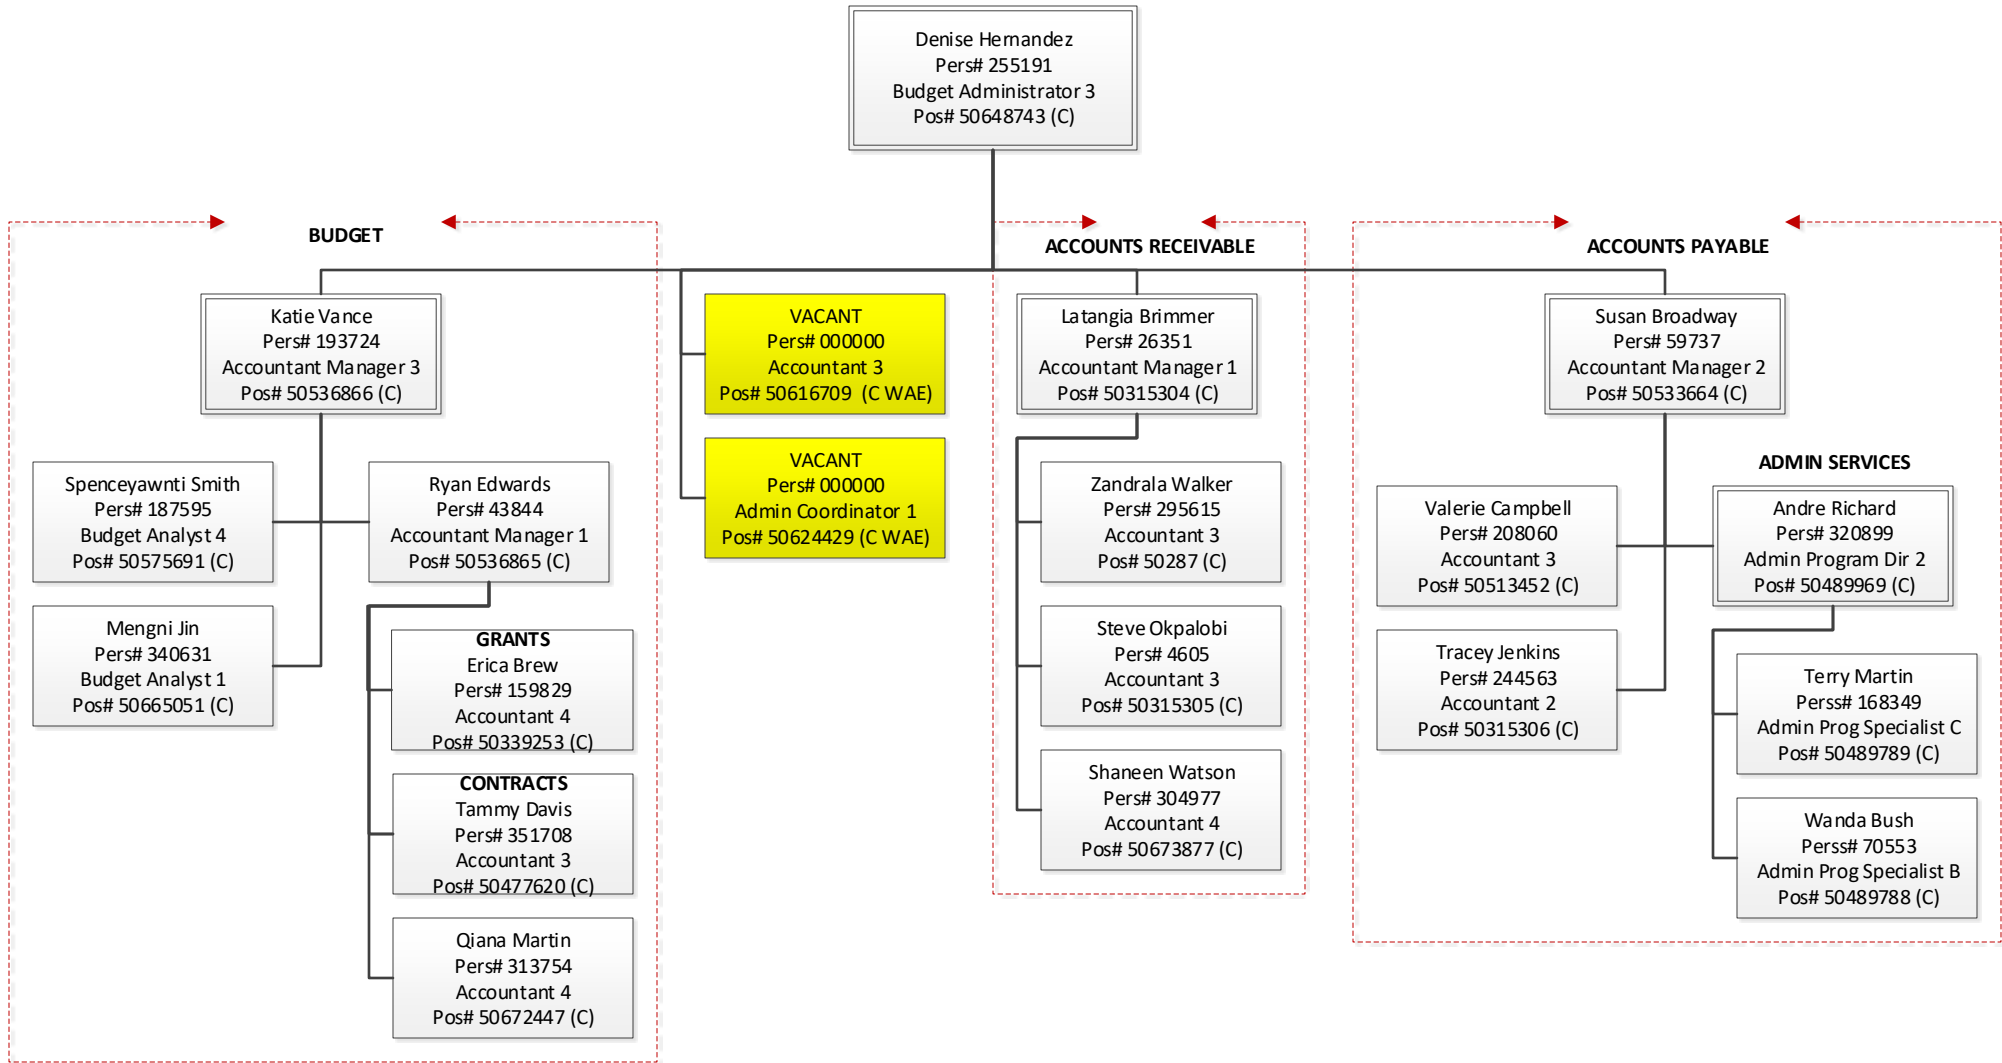 Denise Hernandez
Pers# 255191
Budget Administrator 3
Pos# 50648743 (C)
BUDGET
Katie Vance
Pers# 193724
Accountant Manager 3
Pos# 50536866 (C)
Spenceyawnti Smith
Pers# 187595
Budget Analyst 4
Pos# 50575691 (C)
Mengni Jin
Pers# 340631
Budget Analyst 1
Pos# 50665051 (C)
Ryan Edwards
Pers# 43844
Accountant Manager 1
Pos# 50536865 (C)
GRANTS
Erica Brew
Pers# 159829
Accountant 4
Pos# 50339253 (C)
CONTRACTS
Tammy Davis
Pers# 351708
Accountant 3
Pos# 50477620 (C)
Qiana Martin
Pers# 313754
Accountant 4
Pos# 50672447 (C)
VACANT
Pers# 000000
Accountant 3
Pos# 50616709 (C WAE)
VACANT
Pers# 000000
Admin Coordinator 1
Pos# 50624429 (C WAE)
ACCOUNTS RECEIVABLE
Latangia Brimmer
Pers# 26351
Accountant Manager 1
Pos# 50315304 (C)
Zandrala Walker
Pers# 295615
Accountant 3
Pos# 50287 (C)
Steve Okpalobi
Pers# 4605
Accountant 3
Pos# 50315305 (C)
Shaneen Watson
Pers# 304977
Accountant 4
Pos# 50673877 (C)
ACCOUNTS PAYABLE
Susan Broadway
Pers# 59737
Accountant Manager 2
Pos# 50533664 (C)
Valerie Campbell
Pers# 208060
Accountant 3
Pos# 50513452 (C)
Tracey Jenkins
Pers# 244563
Accountant 2
Pos# 50315306 (C)
ADMIN SERVICES
Andre Richard
Pers# 320899
Admin Program Dir 2
Pos# 50489969 (C)
Terry Martin
Perss# 168349
Admin Prog Specialist C
Pos# 50489789 (C)
Wanda Bush
Perss# 70553
Admin Prog Specialist B
Pos# 50489788 (C)